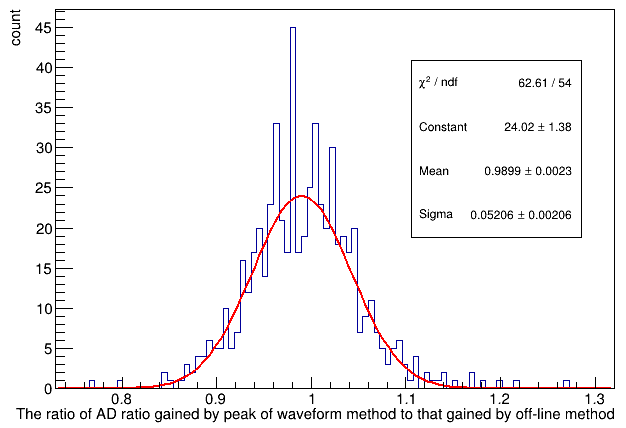 count
45
40
35
30
25
20
15
10
5
0
χ² / ndf 62.61 / 54
Constant 24.02 ± 1.38
Mean 0.9899 ± 0.0023
Sigma 0.05206 ± 0.00206
0.8 0.9 1 1.1 1.2 1.3
The ratio of AD ratio gained by peak of waveform method to that gained by off-line method